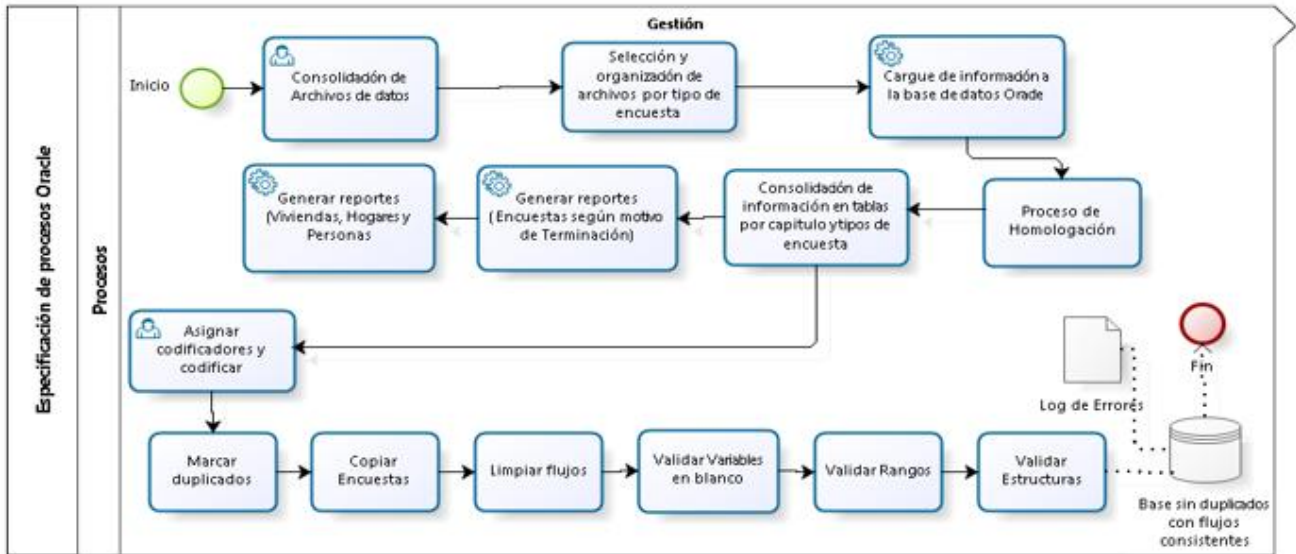 Especificación de procesos Oracle
Procesos
Gestión
Inicio
Consolidación de
Archivos de datos
Selección y
organización de
archivos por tipo de
encuesta
Cargue de información a
la base de datos Oracle
Generar reportes
(Viviendas, Hogares y
Personas
Generar reportes
(Encuestas según motivo
de Terminación)
Consolidación de
información en tablas
por capitulo ytipos de
encuesta
Proceso de
Homologación
Asignar
codificadores y
codificar
Log de Errores
Fin
Marcar
duplicados
Copiar
Encuestas
Limpiar flujos
Validar Variables
en blanco
Validar Rangos
Validar
Estructuras
Base sin duplicados
con flujos
consistentes